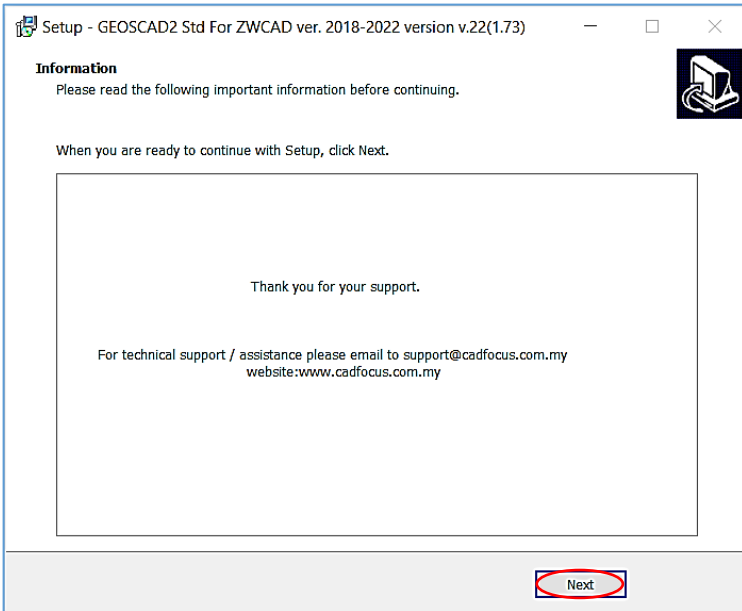 Setup - GEOSCAD2 Std For ZWCAD ver. 2018-2022 version v.22(1.73)
Information
Please read the following important information before continuing.
When you are ready to continue with Setup, click Next.
Thank you for your support.
For technical support / assistance please email to support@cadfocus.com.my
website:www.cadfocus.com.my
Next